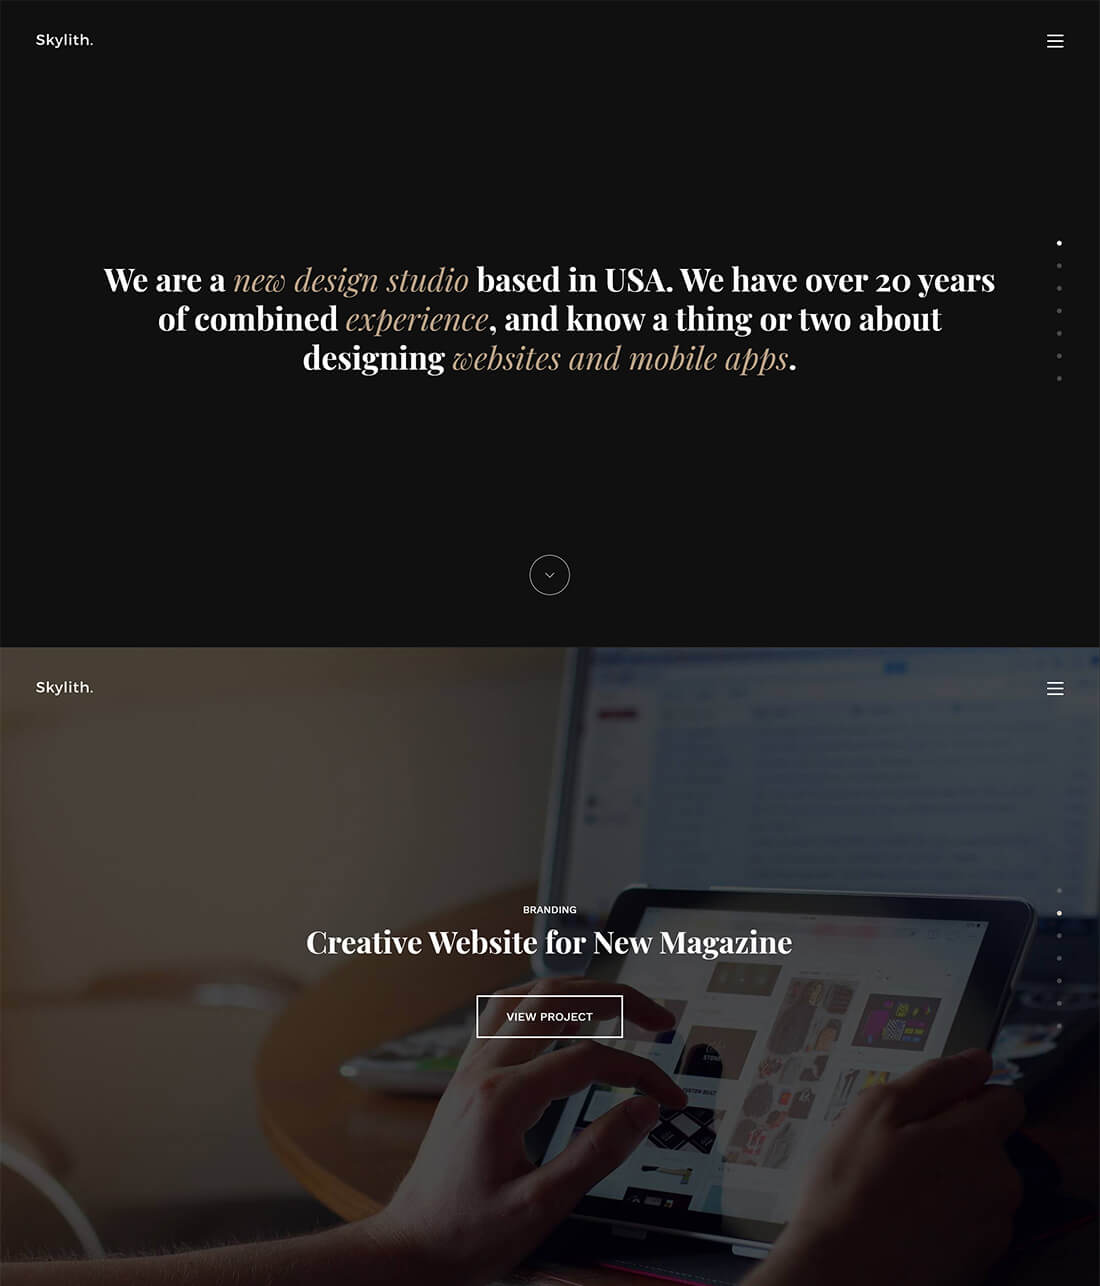 Skylith.
We are a new design studio based in USA. We have over 20 years
of combined experience, and know a thing or two about
designing websites and mobile apps.
Skylith.
BRANDING
Creative Website for New Magazine
VIEW PROJECT